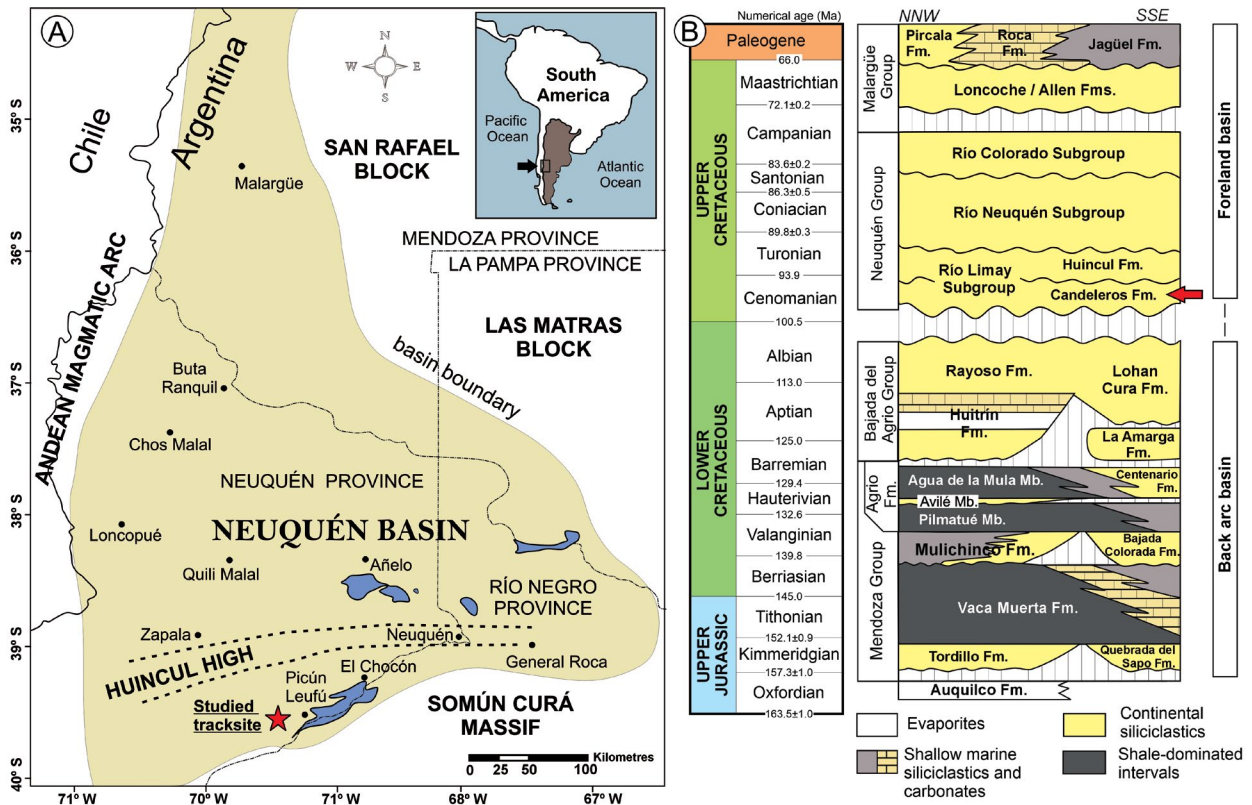 A
N
W
E
S
Chile
Argentina
35°S
36°S
37°S
38°S
39°S
40°S
71° W
70° W
71° W
68° W
67° W
ANDEAN MAGMATIC ARC
Malargüe
SAN RAFAEL
BLOCK
South
America
Pacific
Ocean
Atlantic
Ocean
MENDOZA PROVINCE
LA PAMPA PROVINCE
LAS MATRAS
BLOCK
basin boundary
Buta
Ranquil
Chos Malal
NEUQUÉN PROVINCE
NEUQUÉN BASIN
Loncopué
Quili Malal
Añelo
RÍO NEGRO
PROVINCE
Zapala
Neuquén
General Roca
HUINCUL HIGH
El Chocón
Picún
Leufú
Studied
tracksite
SOMÚN CURÁ
MASSIF
Kilometres
0 50 100
B
Numerical age (Ma)
Paleogene
66.0
UPPER
CRETACEOUS
Maastrichtian
72.1±0.2
Campanian
83.6±0.2
Santonian
86.3±0.5
Coniacian
89.8±0.3
Turonian
93.9
Cenomanian
100.5
LOWER
CRETACEOUS
Albian
113.0
Aptian
125.0
Barremian
129.4
Hauterivian
132.6
Valanginian
139.8
Berriasian
145.0
UPPER
JURASSIC
Tithonian
152.1±0.9
Kimmeridgian
157.3±1.0
Oxfordian
163.5±1.0
NNW
SSE
Malargüe
Group
Pircala
Fm.
Roca
Fm.
Jagüel Fm.
Loncoche / Allen Fms.
Neuquén Group
Río Colorado Subgroup
Río Neuquén Subgroup
Río Limay
Subgroup
Huincul Fm.
Candeleros Fm.
Foreland basin
Bajada del
Agrio Group
Rayoso Fm.
Lohan
Cura Fm.
Huitrín
Fm.
La Amarga
Fm.
Agrio
Fm.
Agua de la Mula Mb.
Centenario
Fm.
Avilé Mb.
Pilmatué Mb.
Mendoza Group
Mulichinco Fm.
Bajada
Colorada Fm.
Vaca Muerta Fm.
Tordillo Fm.
Quebrada del
Sapo Fm.
Auquilco Fm.
Back arc basin
Evaporites
Continental
siliciclastics
Shallow marine
siliciclastics and
carbonates
Shale-dominated
intervals